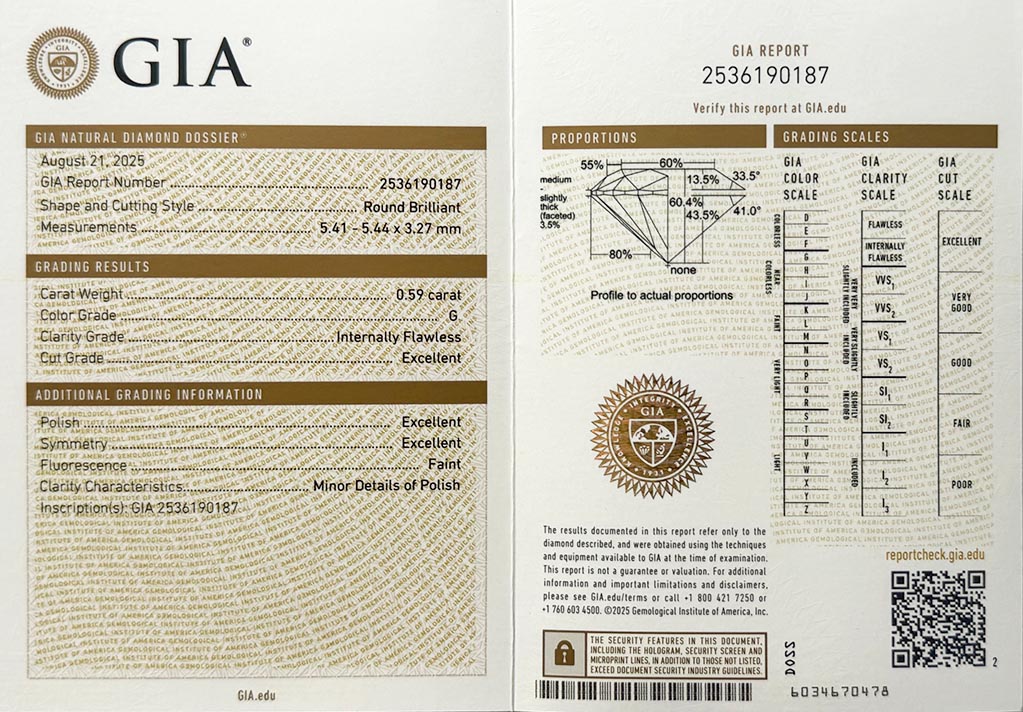 GIA®
GIA NATURAL DIAMOND DOSSIER®
August 21, 2025
GIA Report Number 2536190187
Shape and Cutting Style Round Brilliant
Measurements 5.41 - 5.44 x 3.27 mm
GRADING RESULTS
Carat Weight 0.59 carat
Color Grade G
Clarity Grade Internally Flawless
Cut Grade Excellent
ADDITIONAL GRADING INFORMATION
Polish Excellent
Symmetry Excellent
Fluorescence Faint
Clarity Characteristics Minor Details of Polish
Inscription(s): GIA 2536190187
GIA.edu
GIA REPORT
2536190187
Verify this report at GIA.edu
PROPORTIONS
55%
60%
medium
-
slightly
thick
(faceted)
3.5%
13.5%
33.5°
60.4%
43.5%
41.0°
80%
none
Profile to actual proportions
GIA
INTEGRITY
KNOWLEDGE
EXCELLENCE
1931
The results documented in this report refer only to the
diamond described, and were obtained using the techniques
and equipment available to GIA at the time of examination.
This report is not a guarantee or valuation. For additional
information and important limitations and disclaimers,
please see GIA.edu/terms or call +1 800 421 7250 or
+1 760 603 4500. ©2025 Gemological Institute of America, Inc.
THE SECURITY FEATURES IN THIS DOCUMENT,
INCLUDING THE HOLOGRAM, SECURITY SCREEN AND
MICROPRINT LINES, IN ADDITION TO THOSE NOT LISTED,
EXCEED DOCUMENT SECURITY INDUSTRY GUIDELINES.
GRADING SCALES
GIA
COLOR
SCALE
COLORLESS
D
E
F
NEAR
COLORLESS
G
H
I
J
FAINT
K
L
M
VERY LIGHT
N
O
P
Q
R
LIGHT
S
T
U
V
W
X
Y
Z
GIA
CLARITY
SCALE
FLAWLESS
INTERNALLY
FLAWLESS
VERY VERY
SLIGHTLY INCLUDED
VVS1
VVS2
VERY SLIGHTLY
INCLUDED
VS1
VS2
SLIGHTLY
INCLUDED
SI1
SI2
INCLUDED
I1
I2
I3
GIA
CUT
SCALE
EXCELLENT
VERY
GOOD
GOOD
FAIR
POOR
reportcheck.gia.edu
2
DO 22
6034670478